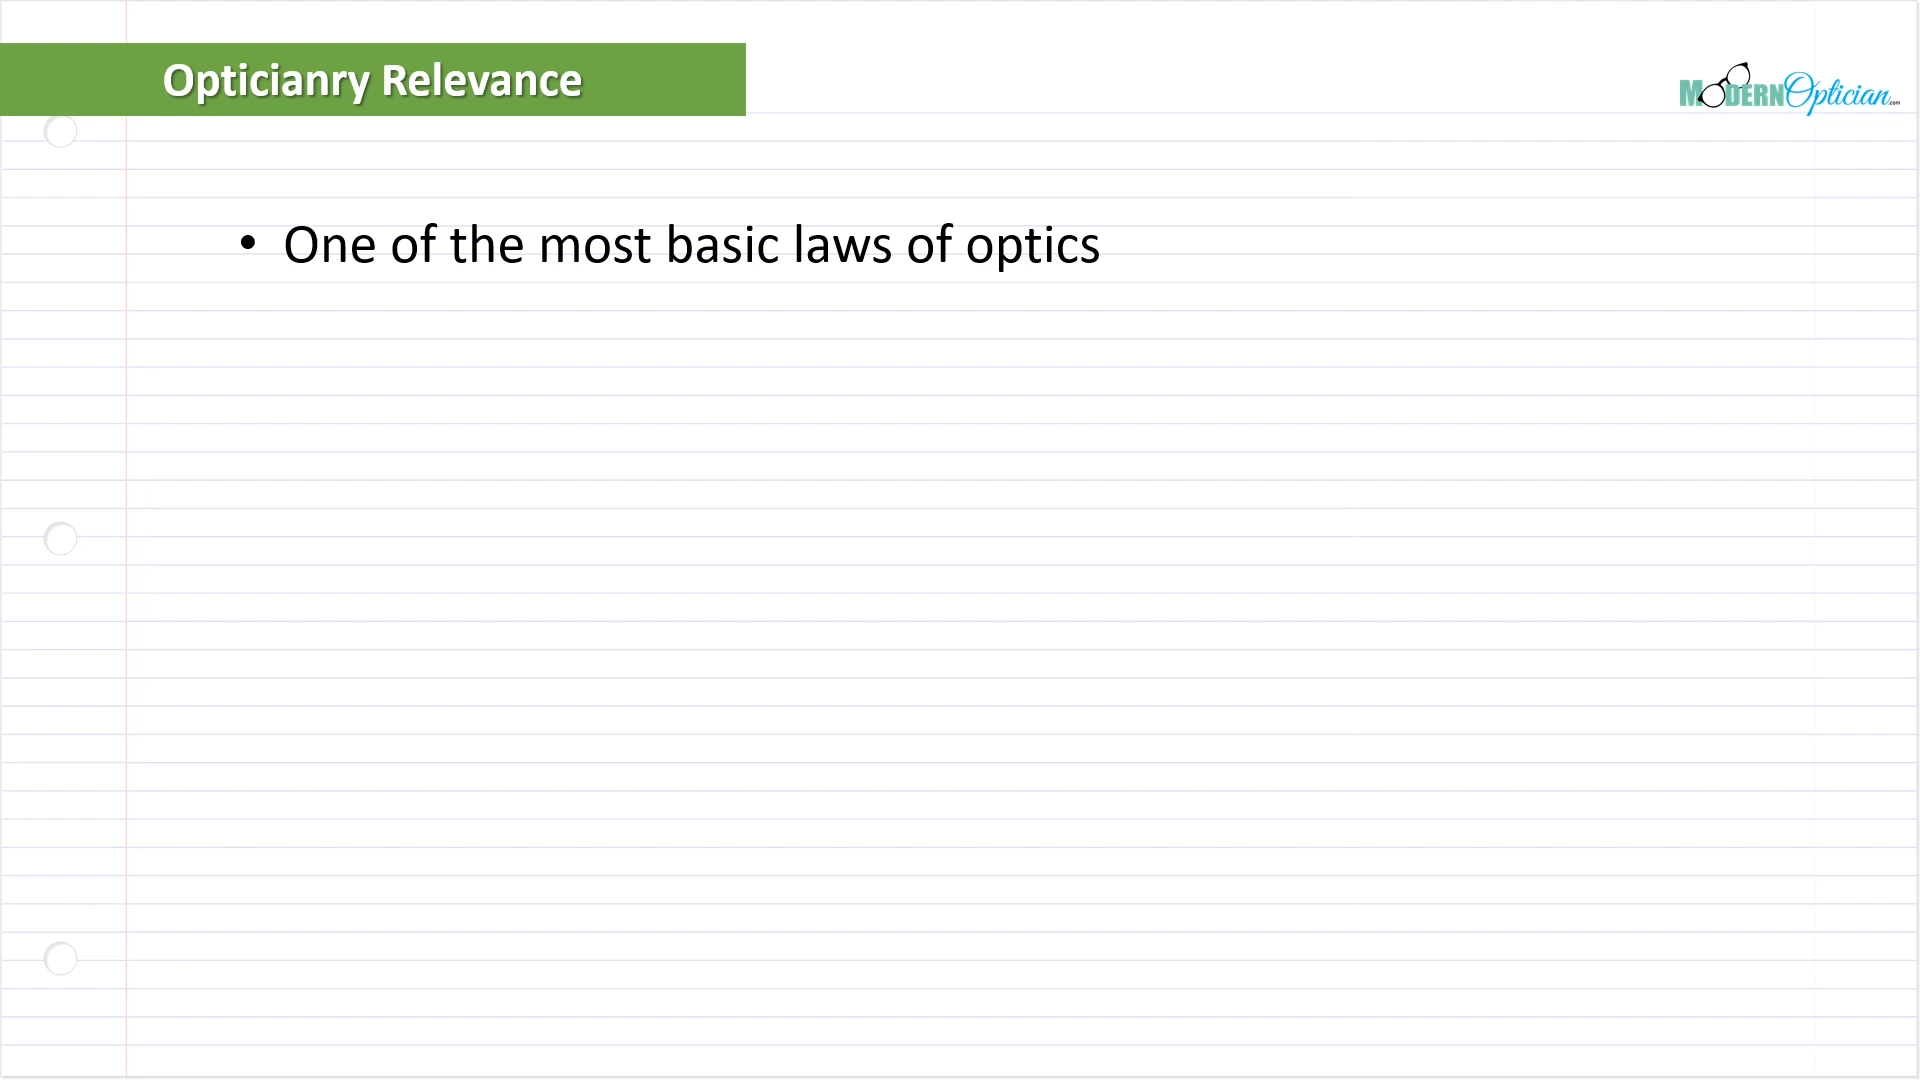 Opticianry Relevance
MODERNOptician.com
• One of the most basic laws of optics